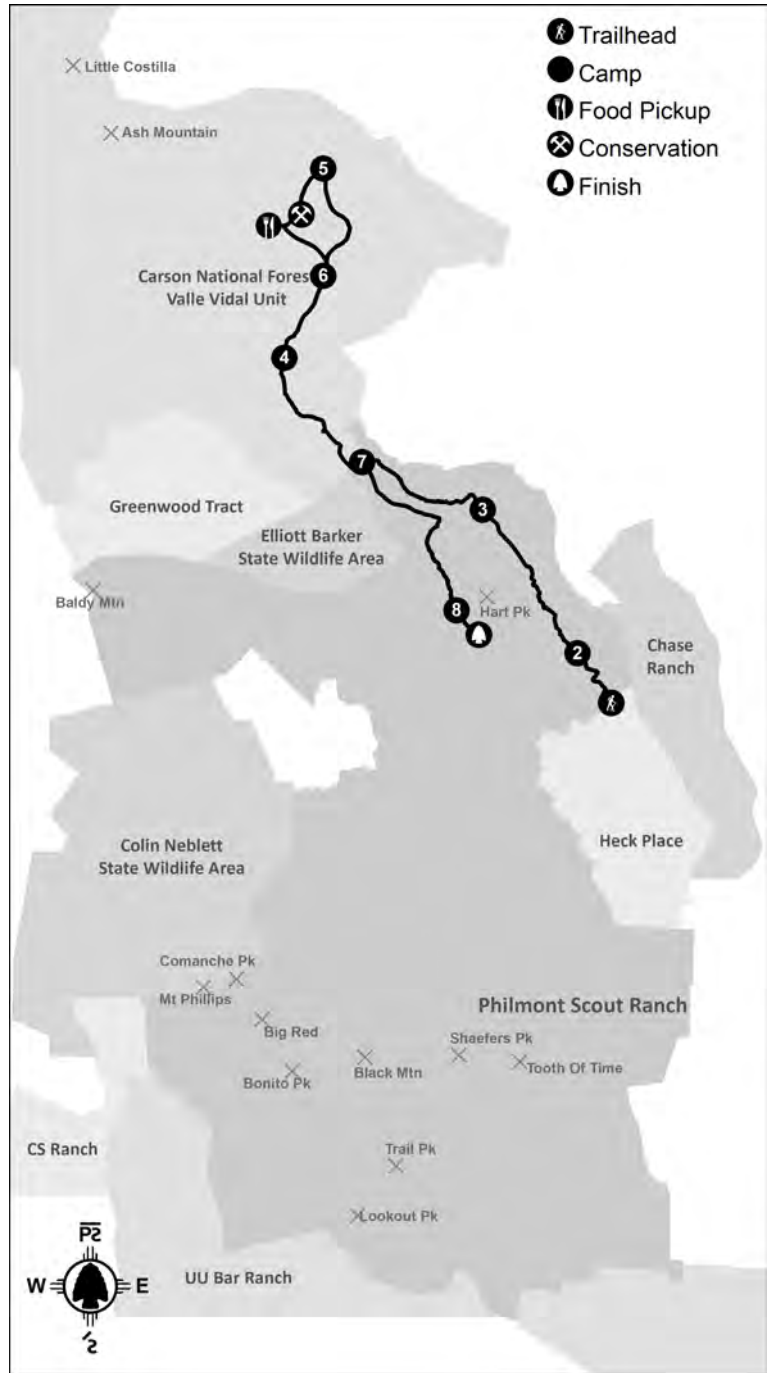 Trailhead
Camp
Food Pickup
Conservation
Finish
Little Costilla
Ash Mountain
5
Carson National Fores
Valle Vidal Unit
6
4
7
Greenwood Tract
3
Elliott Barker
State Wildlife Area
Baldy Mtn
Hart Pk
8
2
Chase
Ranch
Heck Place
Colin Neblett
State Wildlife Area
Comanche Pk
Mt Phillips
Philmont Scout Ranch
Big Red
Shaefers Pk
Black Mtn
Tooth Of Time
Bonito Pk
CS Ranch
Trail Pk
Lookout Pk
UU Bar Ranch
W
E